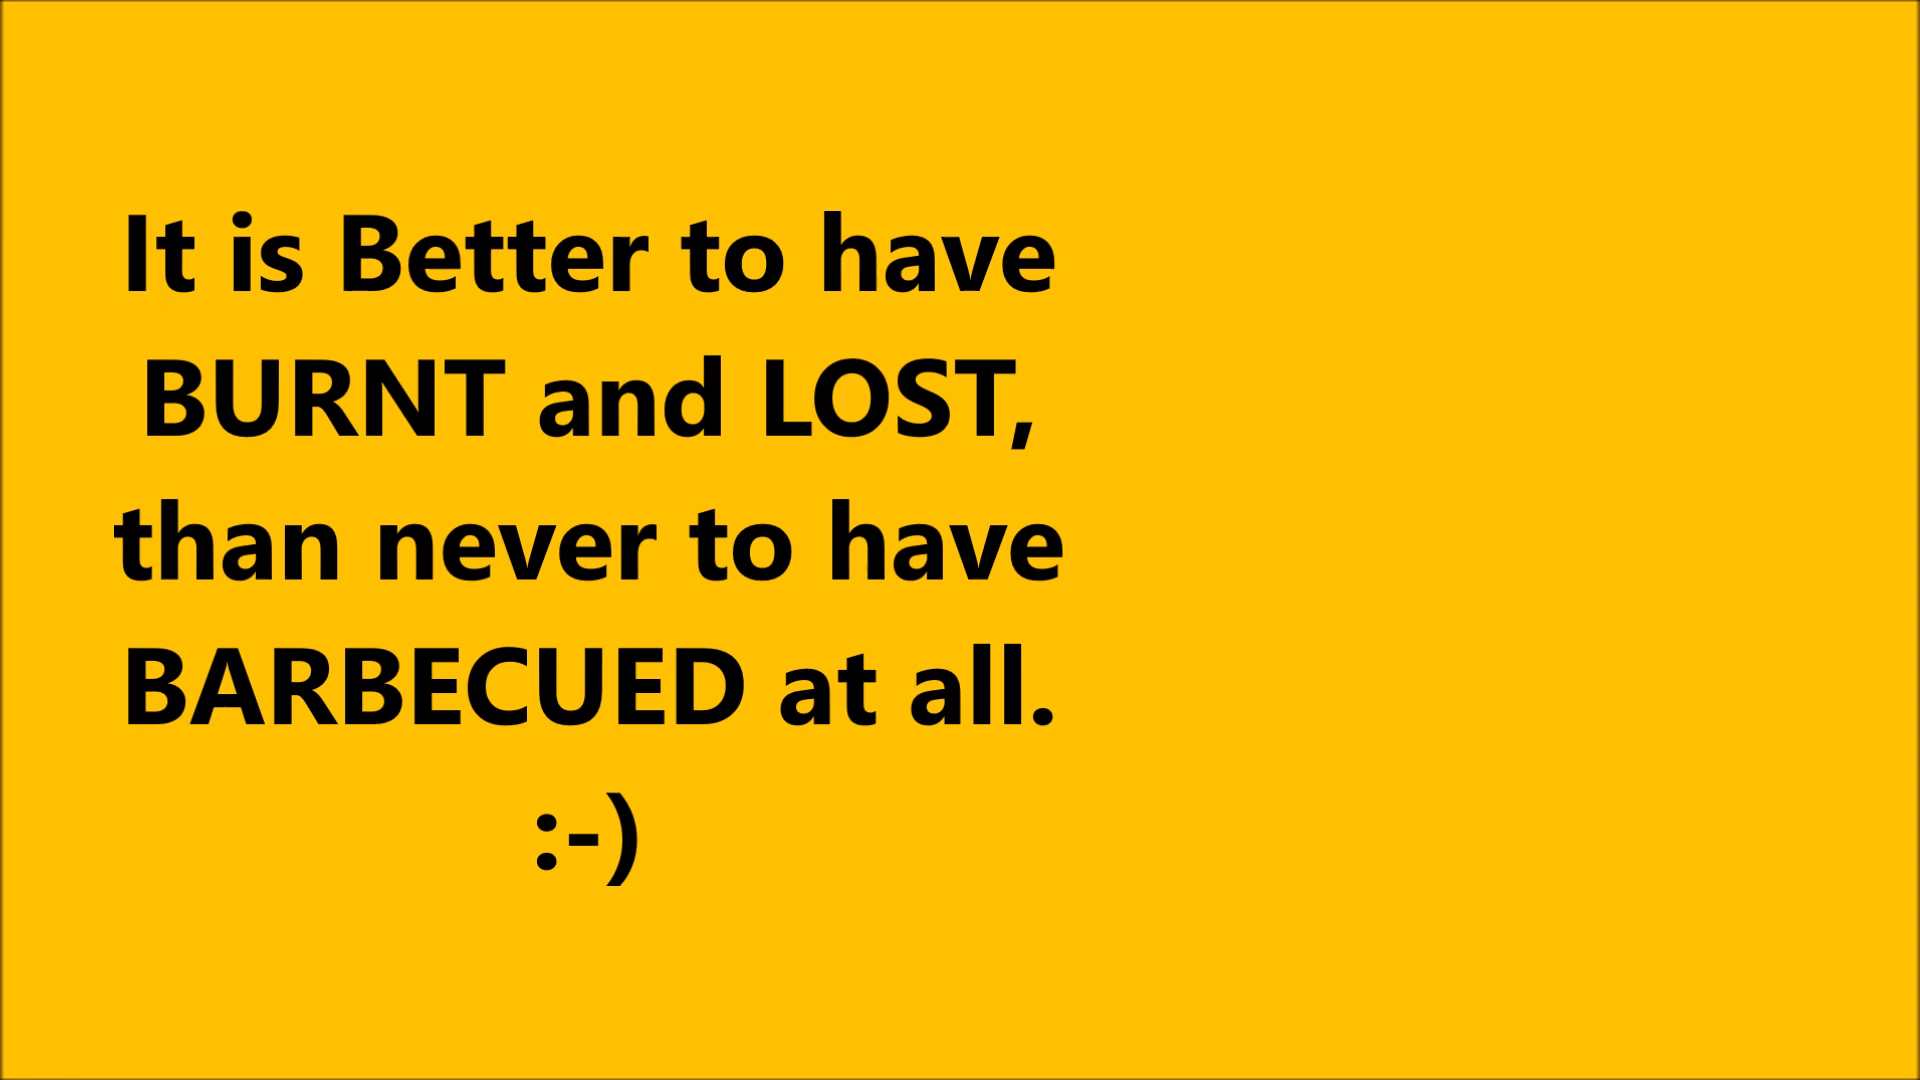 It is Better to have
BURNT and LOST,
than never to have
BARBECUED at all.
:-)